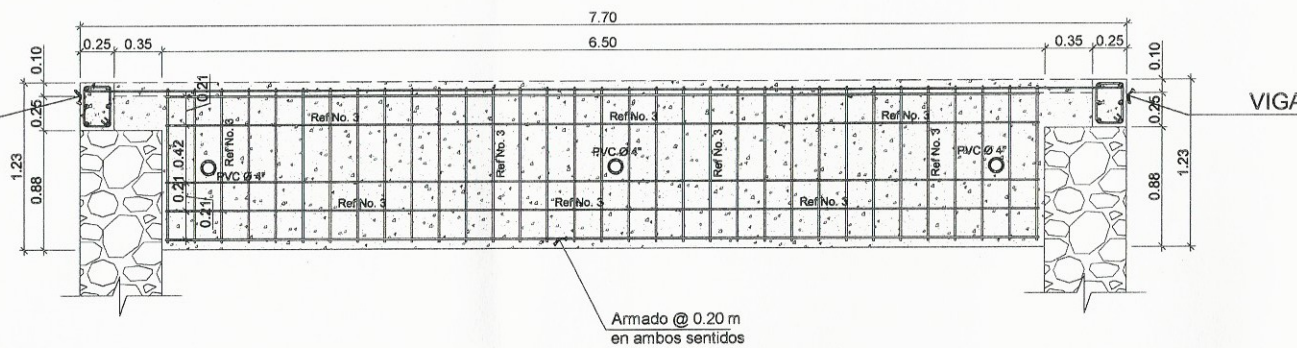 7.70
0.25
0.35
6.50
0.35
0.25
0.10
0.25
0.88
1.23
0.21
0.42
0.21
0.21
Ref No. 3
Ref No. 3
Ref No. 3
Ref No. 3
Ref No. 3
Ref No. 3
Ref No. 3
PVC Ø 4"
PVC Ø 4"
PVC Ø 4"
Ref No. 3
Ref No. 3
Ref No. 3
0.10
0.25
0.88
1.23
VIGA
Armado @ 0.20 m
en ambos sentidos